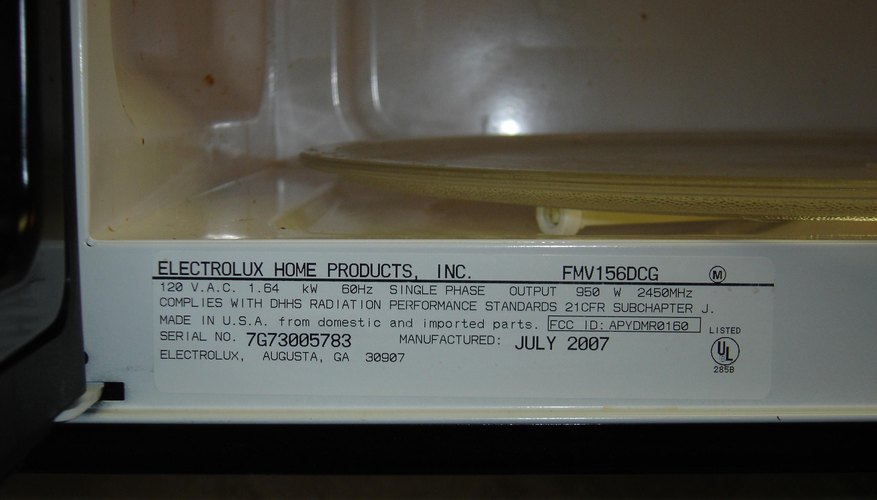 ELECTROLUX HOME PRODUCTS, INC. FMV156DCG M
120 V.A.C. 1.64 kW 60Hz SINGLE PHASE OUTPUT 950 W 2450MHz
COMPLIES WITH DHHS RADIATION PERFORMANCE STANDARDS 21CFR SUBCHAPTER J.
MADE IN U.S.A. from domestic and imported parts. FCC ID: APYDMR0160
LISTED
SERIAL NO. 7G73005783 MANUFACTURED: JULY 2007
UL
ELECTROLUX, AUGUSTA, GA 30907
285B